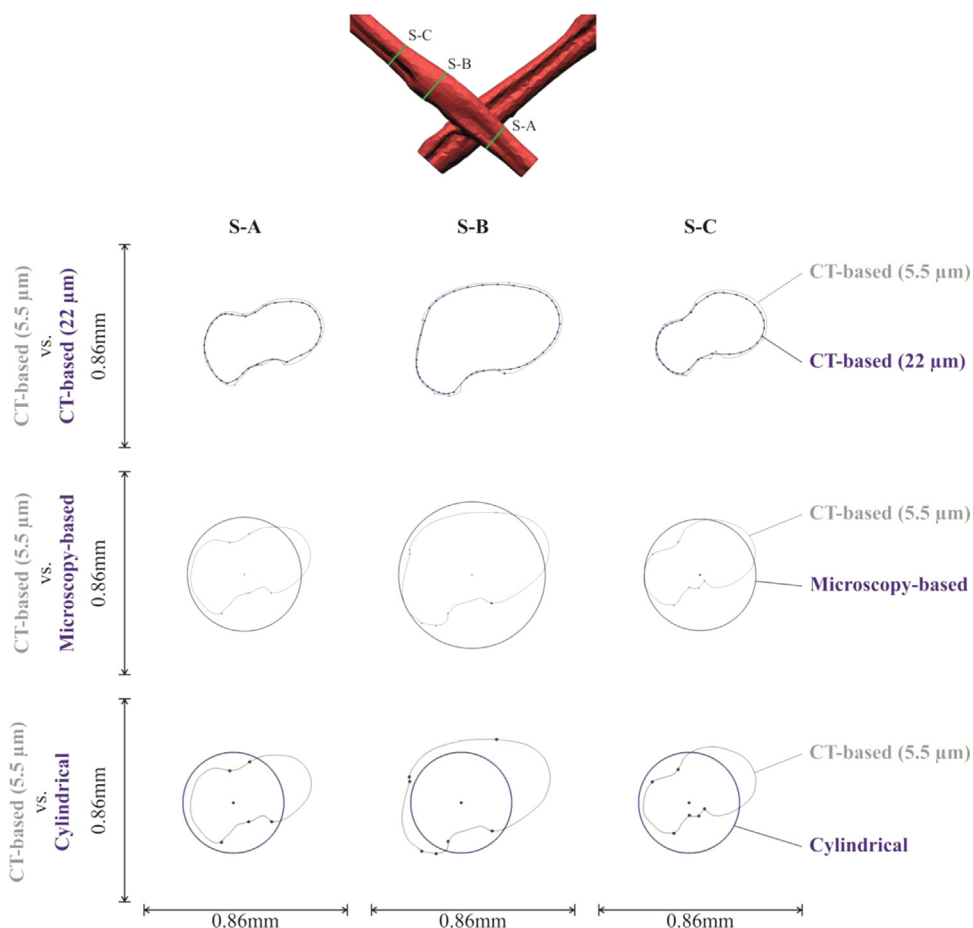 S-C
S-B
S-A
S-A S-B S-C
CT-based (5.5 µm)
vs.
CT-based (22 µm)
0.86mm
CT-based (5.5 µm)
CT-based (22 µm)
CT-based (5.5 µm)
vs.
Microscopy-based
0.86mm
CT-based (5.5 µm)
Microscopy-based
CT-based (5.5 µm)
vs.
Cylindrical
0.86mm
CT-based (5.5 µm)
Cylindrical
0.86mm 0.86mm 0.86mm